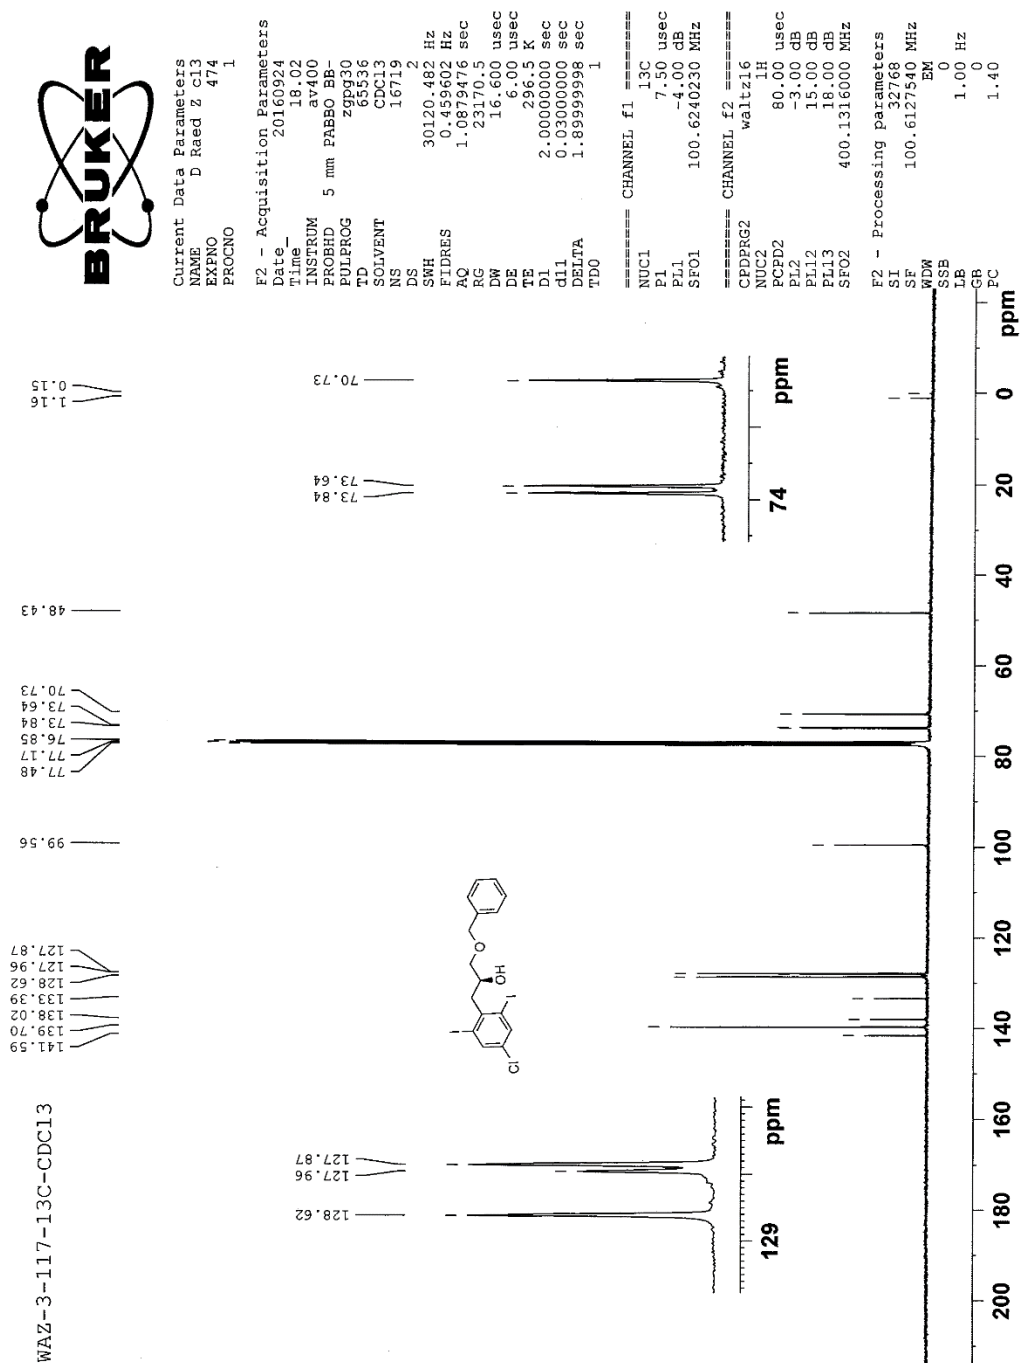 WAZ-3-117-13C-CDCl3
BRUKER
Current Data Parameters
NAME D Raed Z c13
EXPNO 474
PROCNO 1
F2 - Acquisition Parameters
Date_ 20160924
Time 18.02
INSTRUM av400
PROBHD 5 mm PABBO BB-
PULPROG zgpg30
TD 65536
SOLVENT CDCl3
NS 16719
DS 2
SWH 30120.482 Hz
FIDRES 0.459602 Hz
AQ 1.0879476 sec
RG 23170.5
DW 16.600 usec
DE 6.00 usec
TE 296.5 K
D1 2.00000000 sec
d11 0.03000000 sec
DELTA 1.89999998 sec
TD0 1
======== CHANNEL f1 ========
NUC1 13C
P1 7.50 usec
PL1 -4.00 dB
SFO1 100.6240230 MHz
======== CHANNEL f2 ========
CPDPRG2 waltz16
NUC2 1H
PCPD2 80.00 usec
PL2 -3.00 dB
PL12 15.00 dB
PL13 18.00 dB
SFO2 400.1316000 MHz
F2 - Processing parameters
SI 32768
SF 100.6127540 MHz
WDW EM
SSB 0
LB 1.00 Hz
GB 0
PC 1.40
141.59
139.70
138.02
133.39
128.62
127.96
127.87
99.56
77.48
77.17
76.85
73.84
73.64
70.73
48.43
1.16
0.15
128.62
127.96
127.87
129 ppm
73.84
73.64
70.73
74 ppm
Cl
I
I
OH
O
200 180 160 140 120 100 80 60 40 20 0 ppm